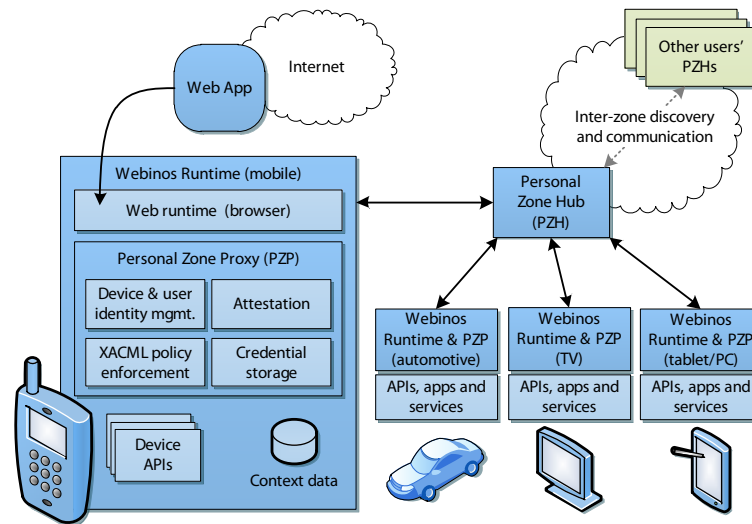 Web App
Internet
Other users'
PZHs
Inter-zone discovery
and communication
Webinos Runtime (mobile)
Web runtime (browser)
Personal Zone Proxy (PZP)
Device & user
identity mgmt.
Attestation
XACML policy
enforcement
Credential
storage
Device
APIs
Context data
Personal
Zone Hub
(PZH)
Webinos
Runtime & PZP
(automotive)
APIs, apps and
services
Webinos
Runtime & PZP
(TV)
APIs, apps and
services
Webinos
Runtime & PZP
(tablet/PC)
APIs, apps and
services